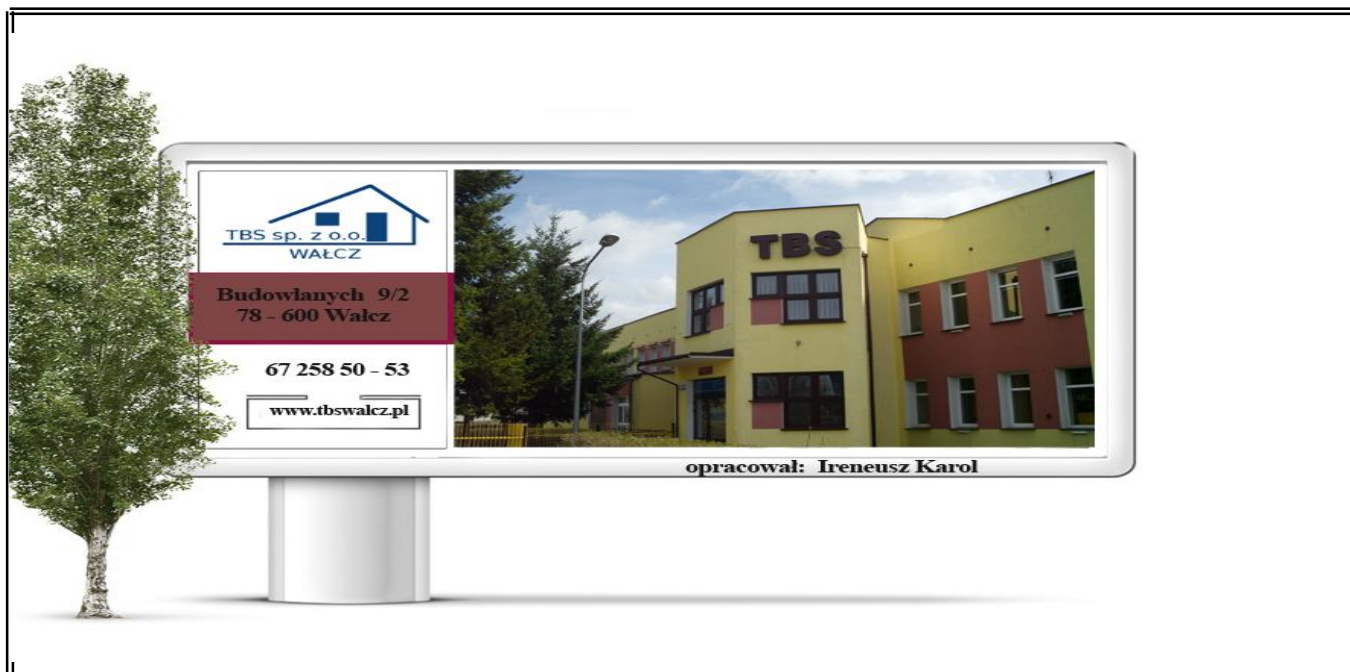 TBS sp. z o.o.
WAŁCZ
Budowlanych 9/2
78 - 600 Wałcz
67 258 50 - 53
www.tbswalcz.pl
TBS
opracował: Ireneusz Karol